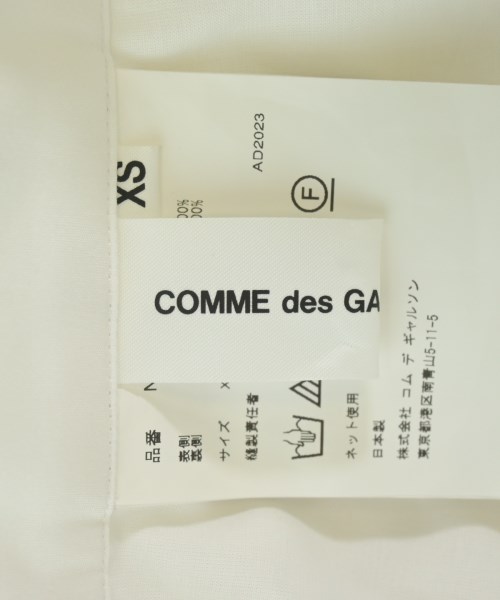 COMME des GA
XS
AD2023
品番 N
表側 00%
裏側 00%
サイズ X
縫製責任者
F
ネット使用
日本製
株式会社 コム デ ギャルソン
東京都港区南青山5-11-5